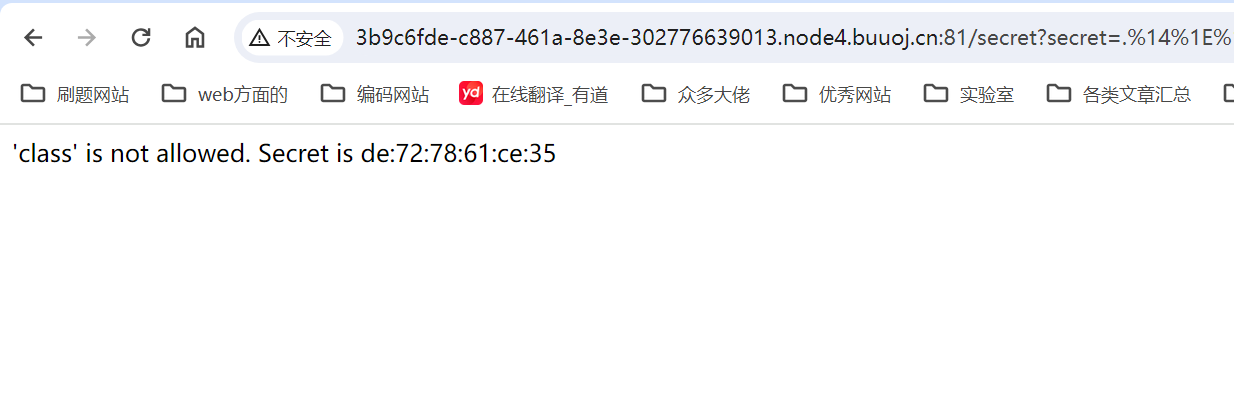 不安全 3b9c6fde-c887-461a-8e3e-302776639013.node4.buuoj.cn:81/secret?secret=.%14%1E%
刷题网站 web方面的 编码网站 yd 在线翻译_有道 众多大佬 优秀网站 实验室 各类文章汇总
'class' is not allowed. Secret is de:72:78:61:ce:35